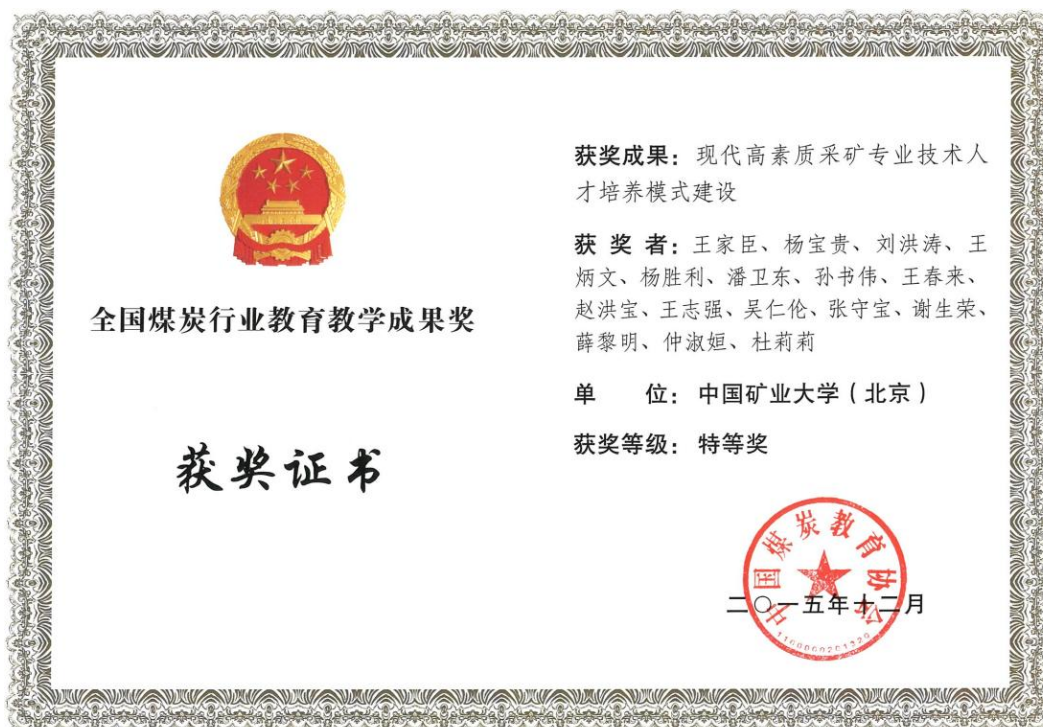 全国煤炭行业教育教学成果奖
获奖证书
获奖成果：现代高素质采矿专业技术人
才培养模式建设
获 奖 者：王家臣、杨宝贵、刘洪涛、王
炳文、杨胜利、潘卫东、孙书伟、王春来、
赵洪宝、王志强、吴仁伦、张守宝、谢生荣、
薛黎明、仲淑姮、杜莉莉
单 位：中国矿业大学（北京）
获奖等级：特等奖
中国煤炭教育协会
二〇一五年十二月